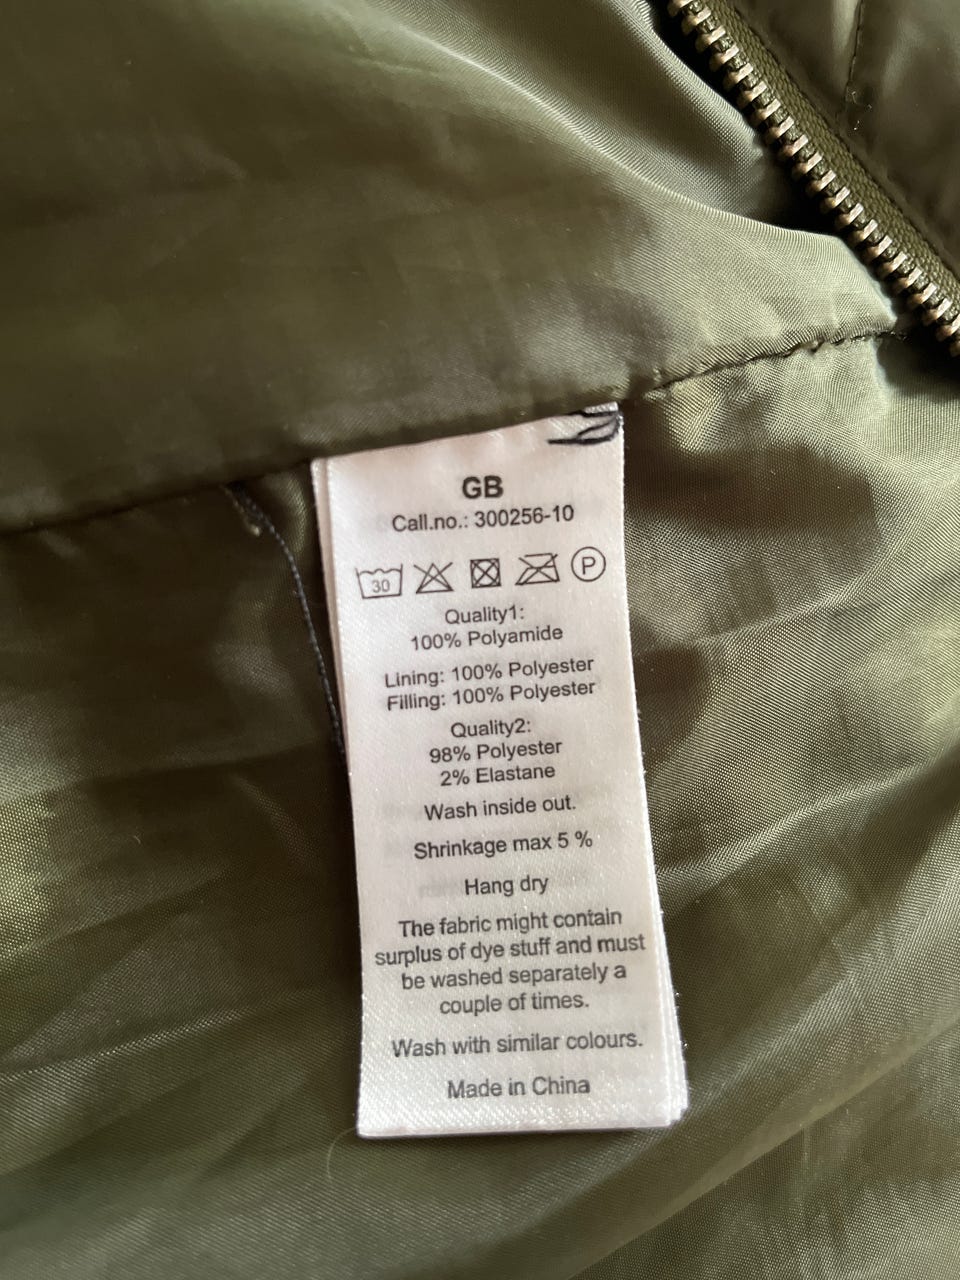 GB
Call.no.: 300256-10
30 P
Quality1:
100% Polyamide
Lining: 100% Polyester
Filling: 100% Polyester
Quality2:
98% Polyester
2% Elastane
Wash inside out.
Shrinkage max 5 %
Hang dry
The fabric might contain
surplus of dye stuff and must
be washed separately a
couple of times.
Wash with similar colours.
Made in China